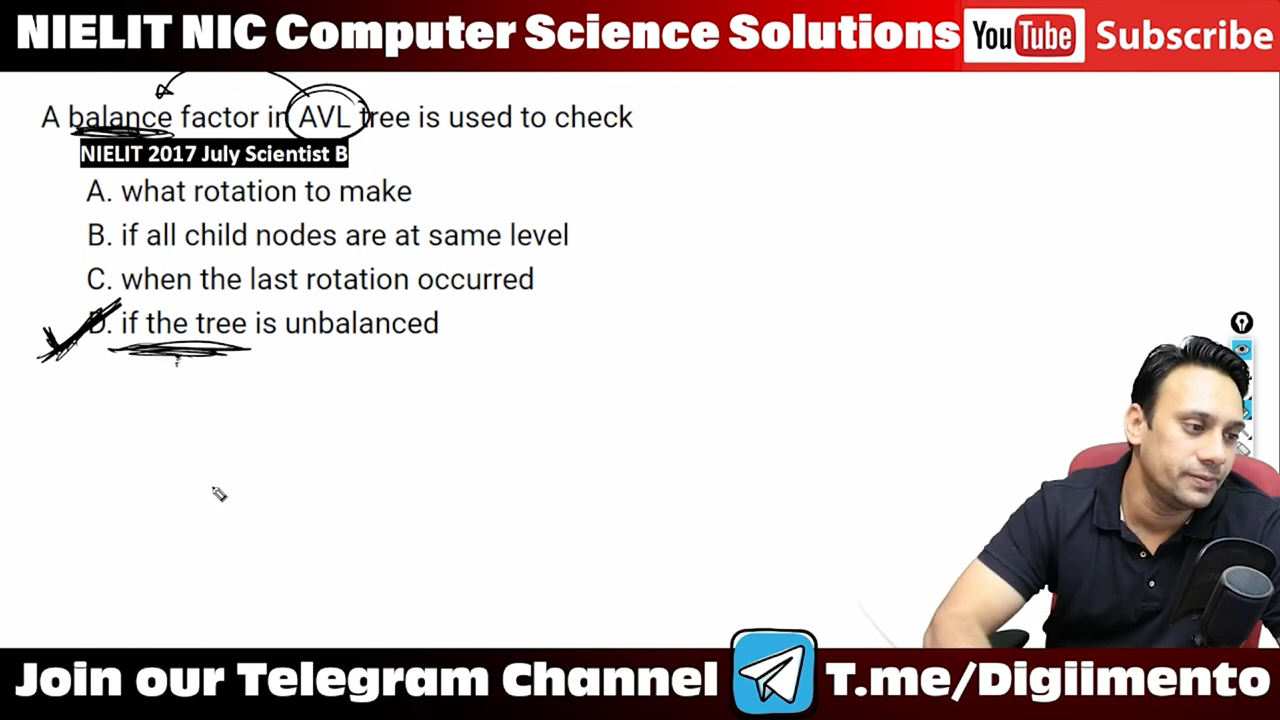 NIELIT NIC Computer Science Solutions YouTube Subscribe
A balance factor in AVL tree is used to check
NIELIT 2017 July Scientist B
A. what rotation to make
B. if all child nodes are at same level
C. when the last rotation occurred
D. if the tree is unbalanced
Join our Telegram Channel T.me/Digiimento